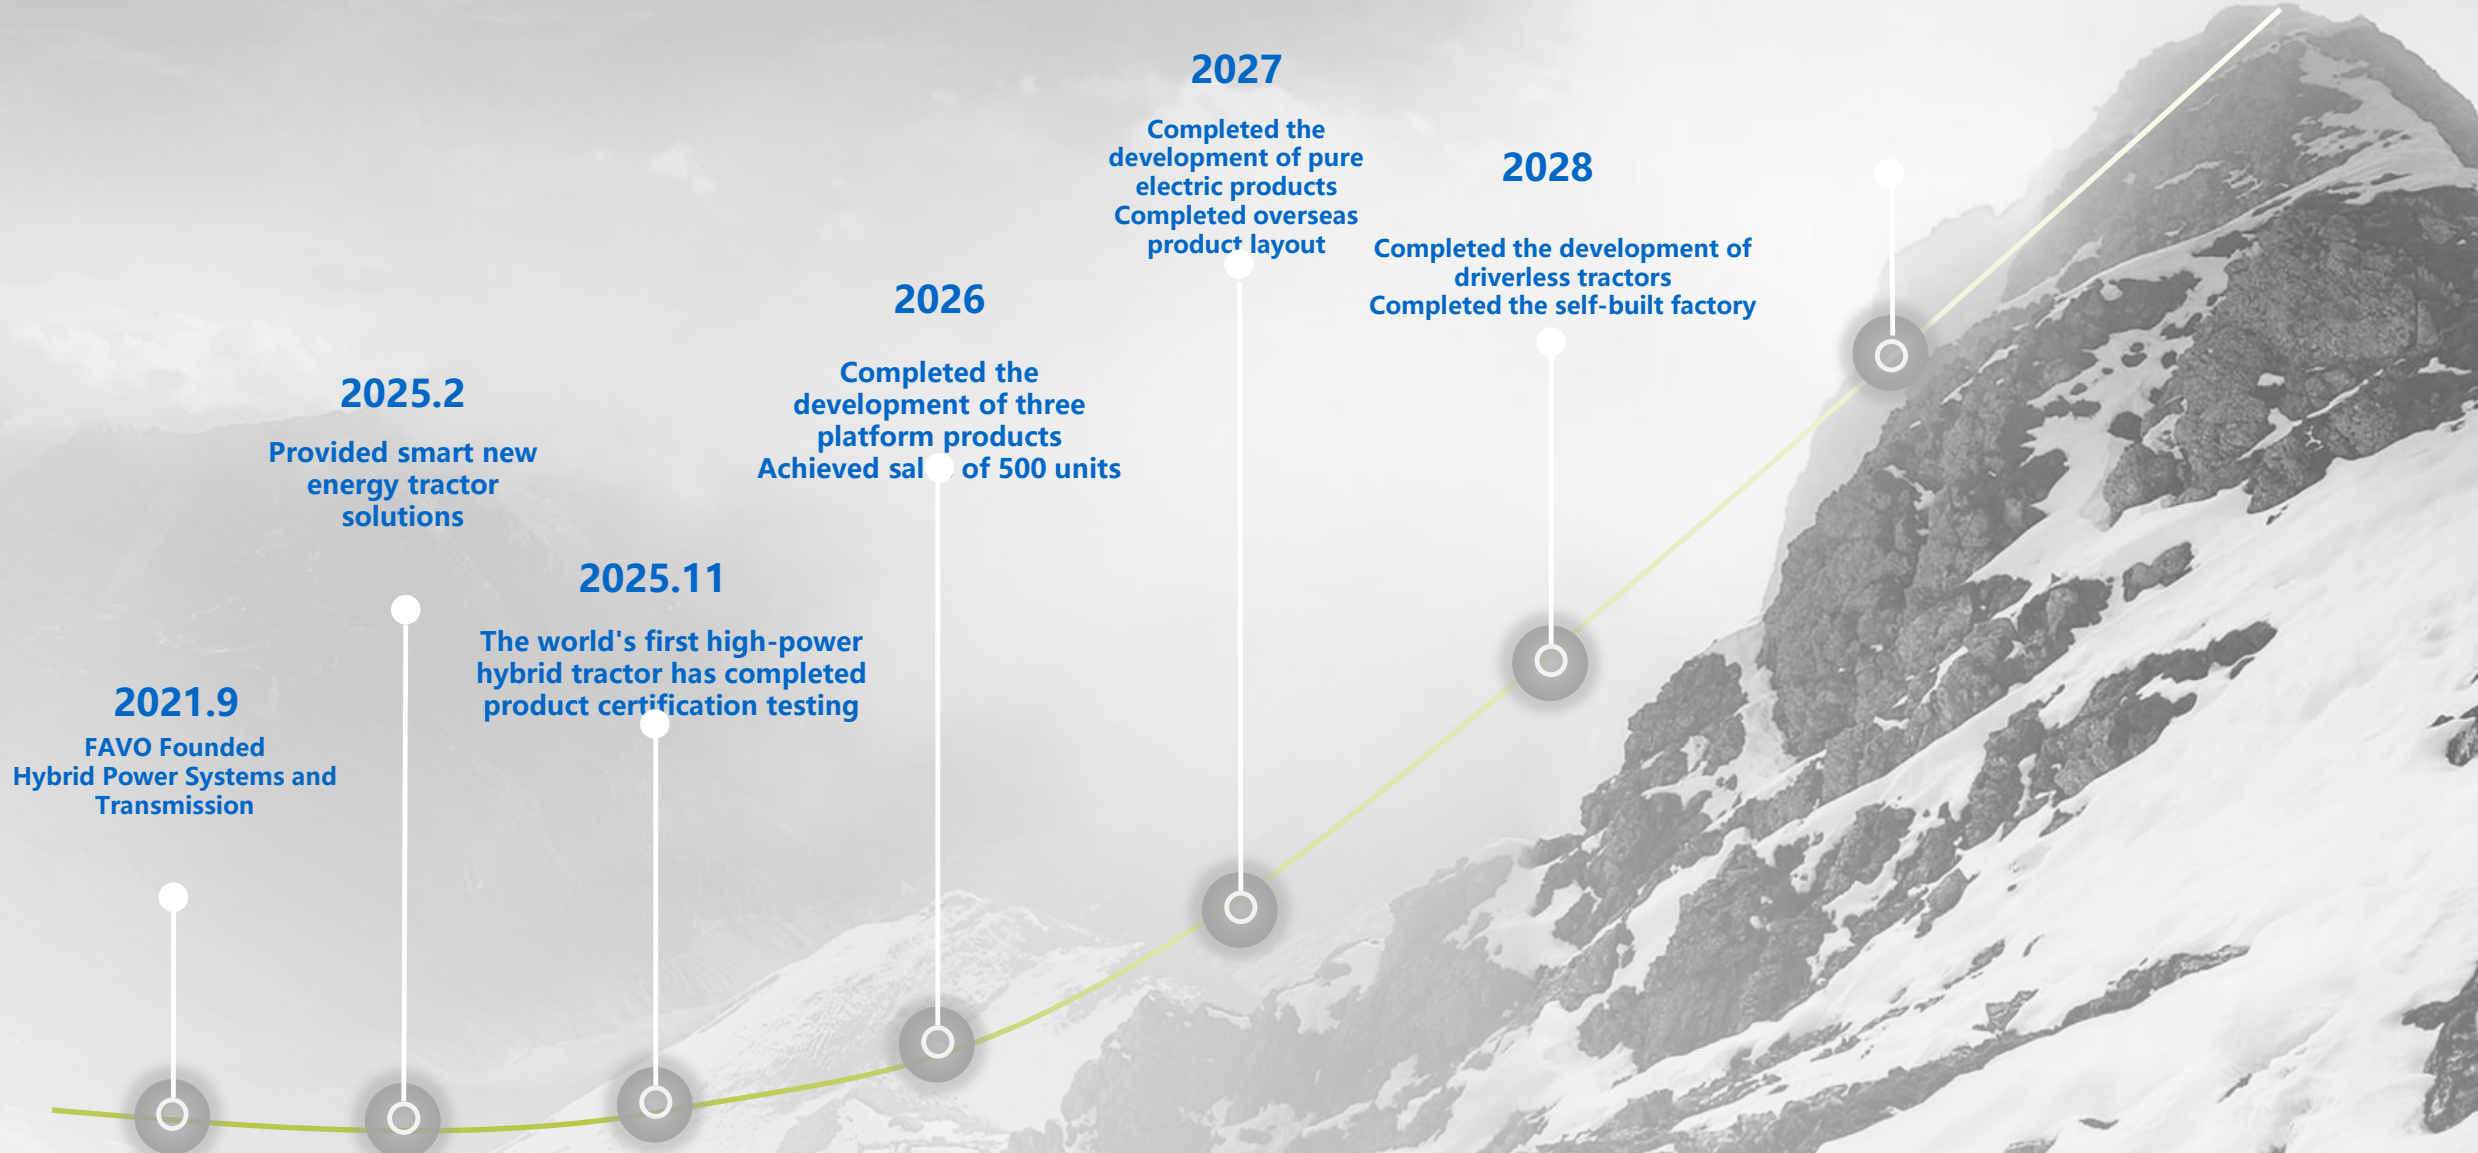 2021.9
FAVO Founded
Hybrid Power Systems and
Transmission
2025.2
Provided smart new
energy tractor
solutions
2025.11
The world's first high-power
hybrid tractor has completed
product certification testing
2026
Completed the
development of three
platform products
Achieved of 500 units
2027
Completed the
development of pure
electric products
Completed overseas
product layout
2028
Completed the development of
driverless tractors
Completed the self-built factory